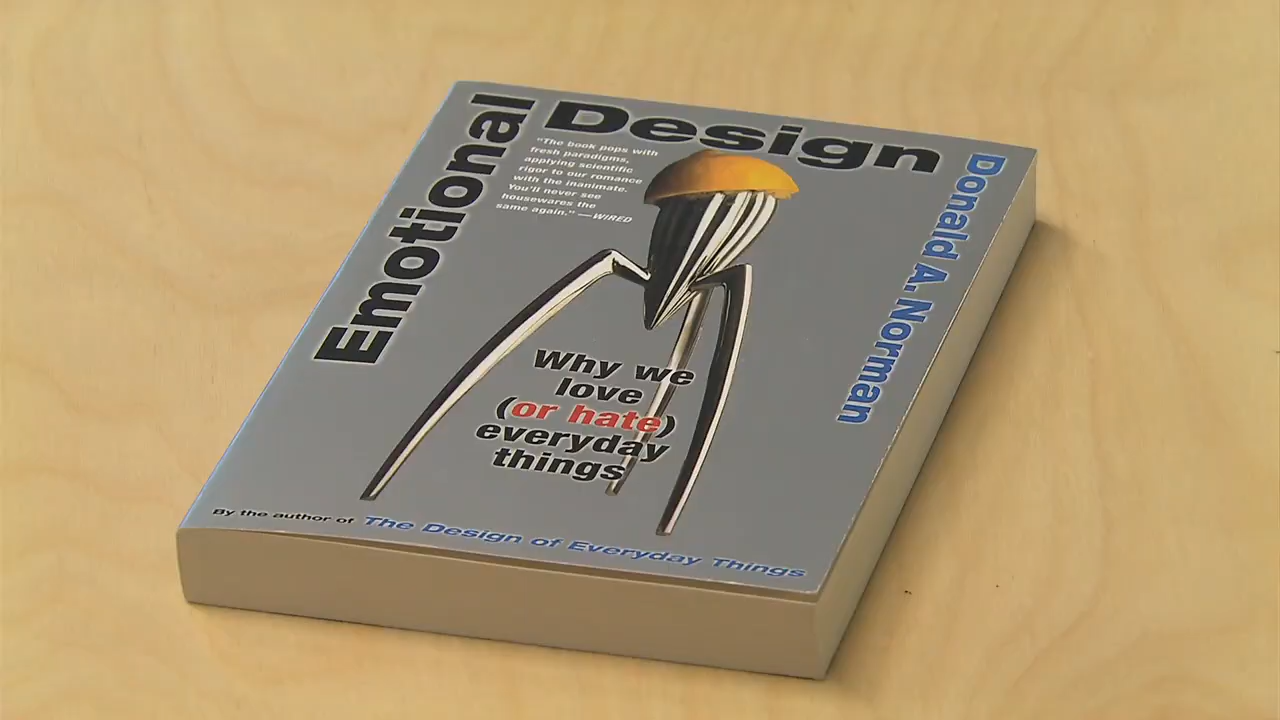 Emotional
Design
"The book pops with
fresh paradigms,
applying scientific
rigor to our romance
with the inanimate.
You'll never see
housewares the
same again." —WIRED
Donald A. Norman
Why we
love
(or hate)
everyday
things
By the author of The Design of Everyday Things